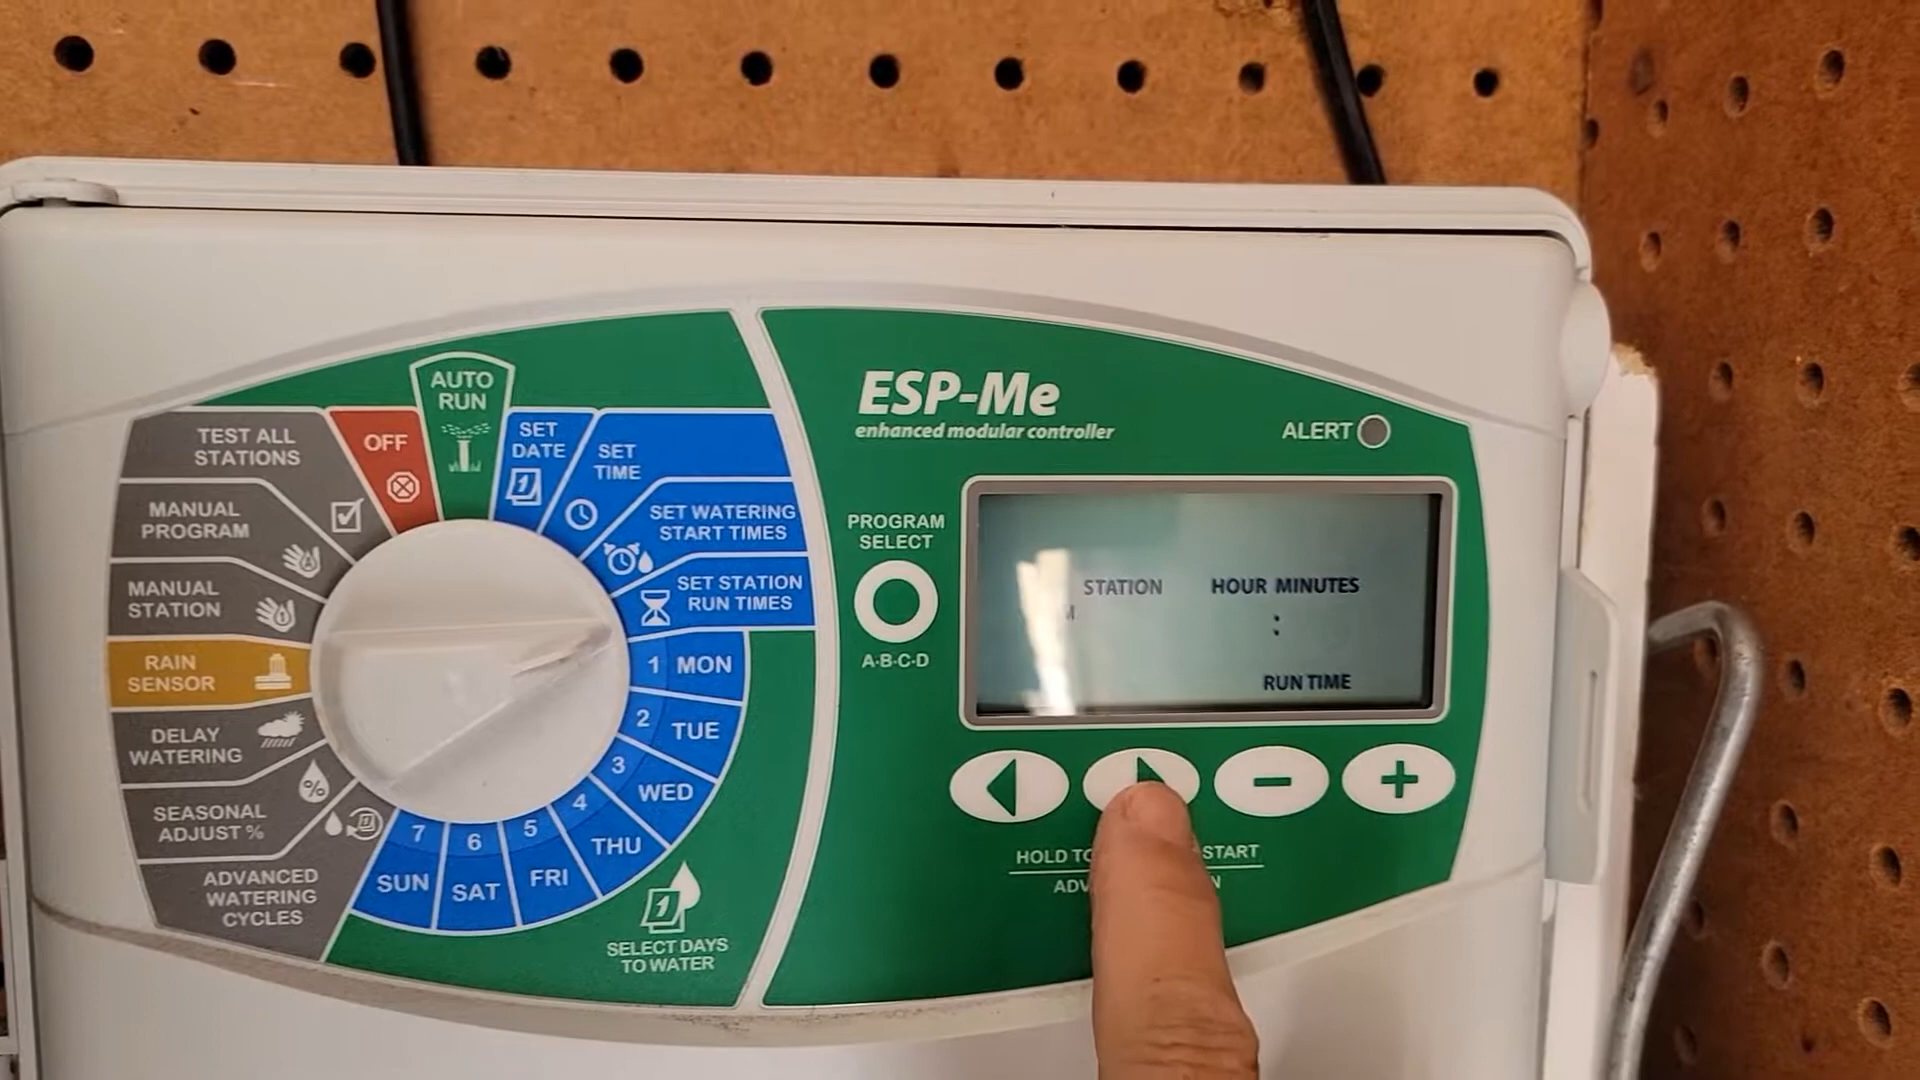 AUTO
RUN
OFF
SET
DATE
1
SET
TIME
SET WATERING
START TIMES
SET STATION
RUN TIMES
1 MON
2 TUE
3 WED
4 THU
5 FRI
6 SAT
7 SUN
1
SELECT DAYS
TO WATER
TEST ALL
STATIONS
MANUAL
PROGRAM
MANUAL
STATION
RAIN
SENSOR
DELAY
WATERING
%
SEASONAL
ADJUST %
ADVANCED
WATERING
CYCLES
ESP-Me
enhanced modular controller
ALERT
PROGRAM
SELECT
A·B·C·D
STATION HOUR MINUTES
:
RUN TIME
− +
HOLD START